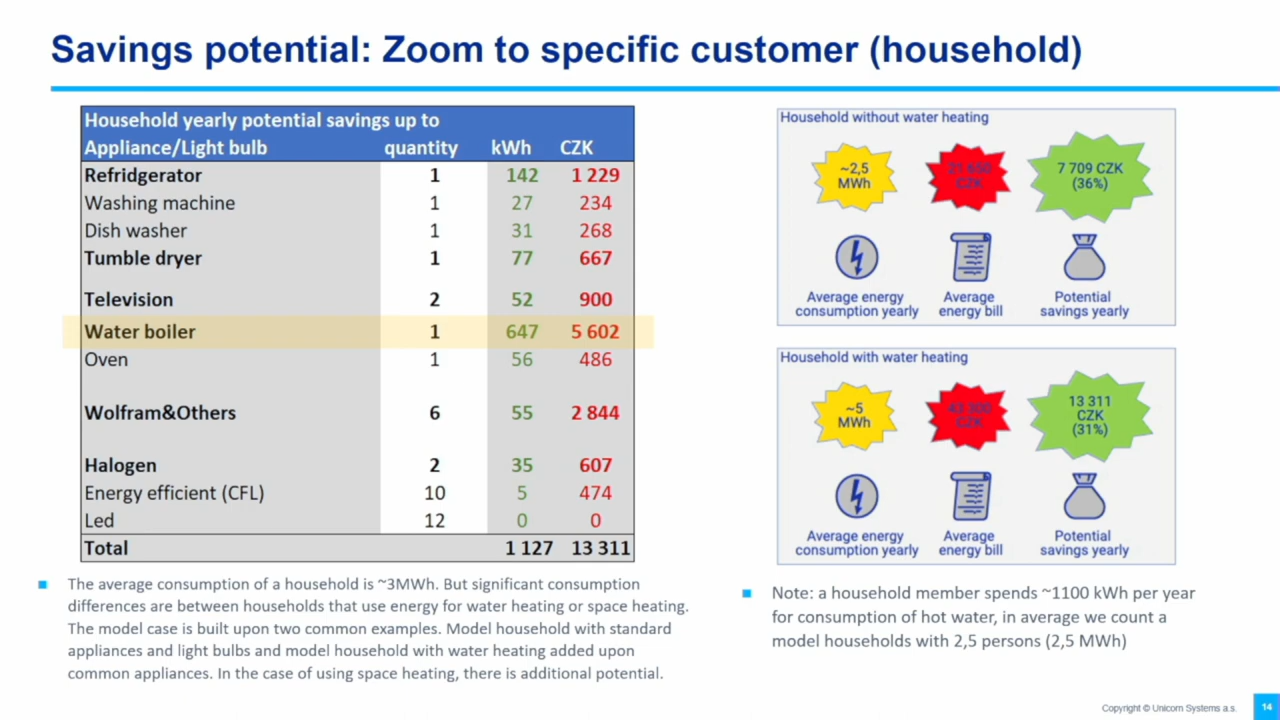 Savings potential: Zoom to specific customer (household)
Household yearly potential savings up to
Appliance/Light bulb quantity kWh CZK
Refridgerator 1 142 1 229
Washing machine 1 27 234
Dish washer 1 31 268
Tumble dryer 1 77 667
Television 2 52 900
Water boiler 1 647 5 602
Oven 1 56 486
Wolfram&Others 6 55 2 844
Halogen 2 35 607
Energy efficient (CFL) 10 5 474
Led 12 0 0
Total 1 127 13 311
The average consumption of a household is ~3MWh. But significant consumption
differences are between households that use energy for water heating or space heating.
The model case is built upon two common examples. Model household with standard
appliances and light bulbs and model household with water heating added upon
common appliances. In the case of using space heating, there is additional potential.
Household without water heating
~2,5
MWh
21 650
CZK
7 709 CZK
(36%)
Average energy
consumption yearly
Average
energy bill
Potential
savings yearly
Household with water heating
~5
MWh
43 300
CZK
13 311
CZK
(31%)
Average energy
consumption yearly
Average
energy bill
Potential
savings yearly
Note: a household member spends ~1100 kWh per year
for consumption of hot water, in average we count a
model households with 2,5 persons (2,5 MWh)
Copyright © Unicorn Systems a.s. 14